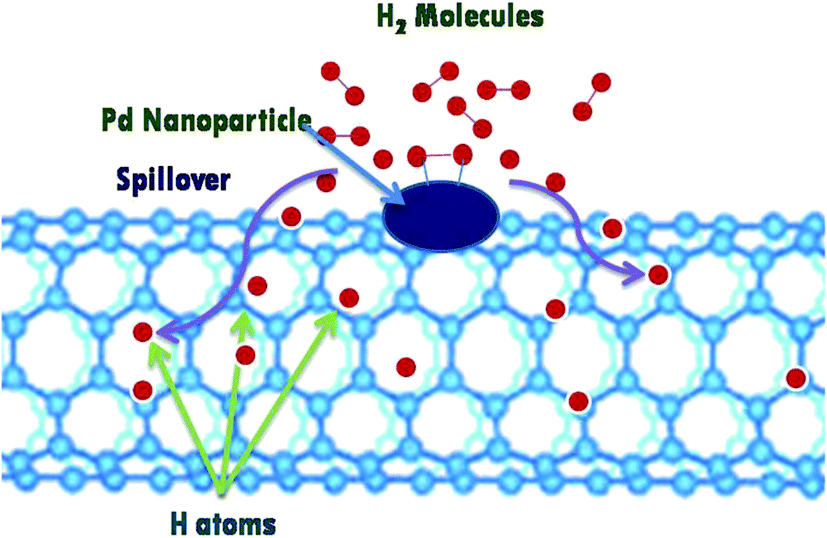 H₂ Molecules
Pd Nanoparticle
Spillover
H atoms